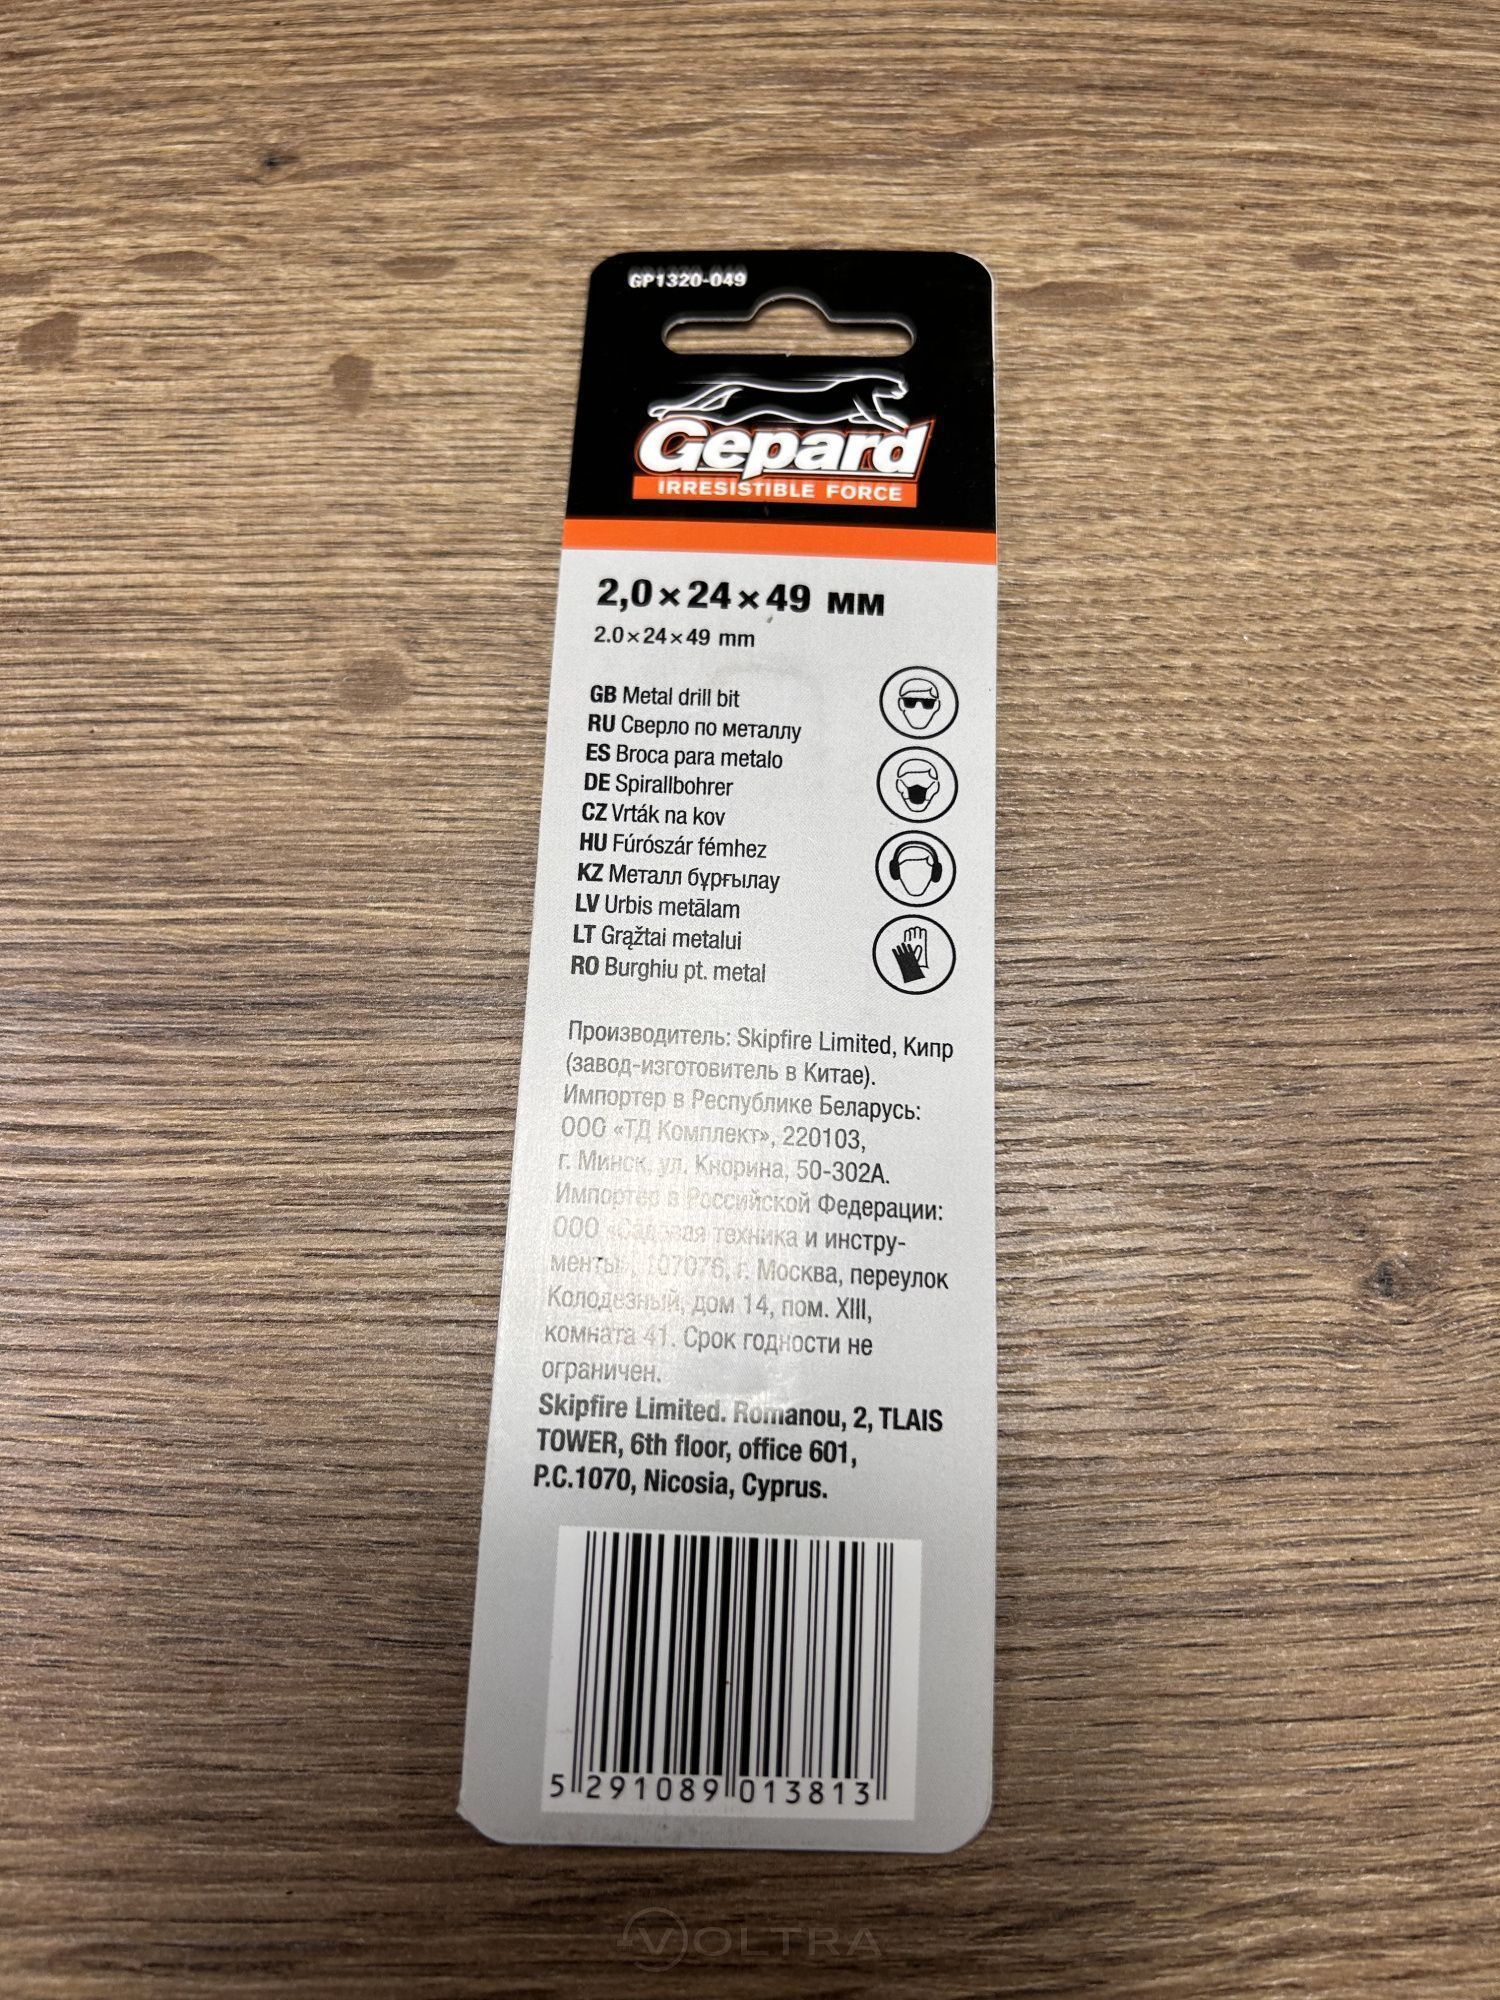 GP1320-049
Gepard
IRRESISTIBLE FORCE
2,0×24×49 мм
2.0×24×49 mm
GB Metal drill bit
RU Сверло по металлу
ES Broca para metalo
DE Spirallbohrer
CZ Vrták na kov
HU Fúrószár fémhez
KZ Металл бұрғылау
LV Urbis metālam
LT Grąžtai metalui
RO Burghiu pt. metal
Производитель: Skipfire Limited, Кипр
(завод-изготовитель в Китае).
Импортер в Республике Беларусь:
ООО «ТД Комплект», 220103,
г. Минск, ул. Кнорина, 50-302А.
Импортер в Российской Федерации:
ООО «Садовая техника и инстру-
менты», 107076, г. Москва, переулок
Колодезный, дом 14, пом. XIII,
комната 41. Срок годности не
ограничен.
Skipfire Limited. Romanou, 2, TLAIS
TOWER, 6th floor, office 601,
P.C.1070, Nicosia, Cyprus.
5 291089 013813
VOLTRA